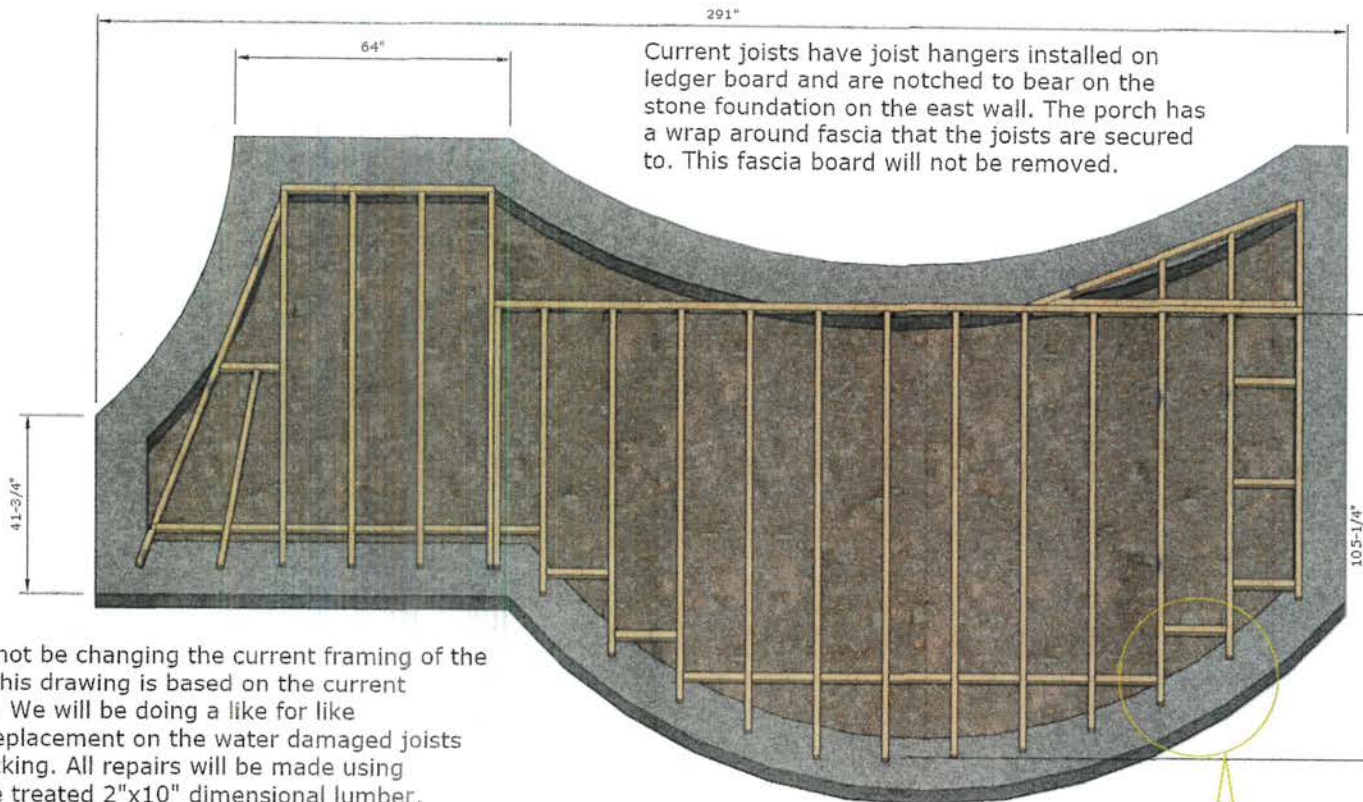 291"
64"
Current joists have joist hangers installed on
ledger board and are notched to bear on the
stone foundation on the east wall. The porch has
a wrap around fascia that the joists are secured
to. This fascia board will not be removed.
41-3/4"
105-1/4"
not be changing the current framing of the
his drawing is based on the current
. We will be doing a like for like
eplacement on the water damaged joists
cking. All repairs will be made using
e treated 2"x10" dimensional lumber.